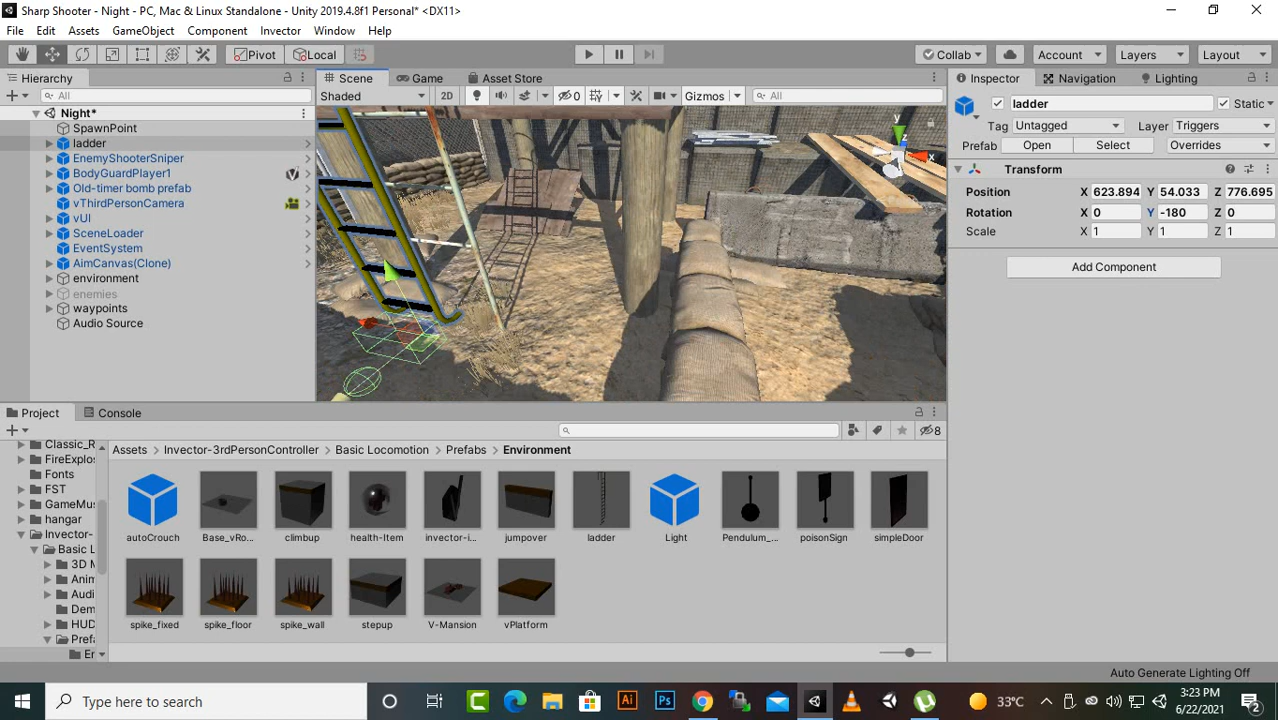 Sharp Shooter - Night - PC, Mac & Linux Standalone - Unity 2019.4.8f1 Personal* <DX11>
File Edit Assets GameObject Component Invector Window Help
Pivot Local Collab Account Layers Layout
Hierarchy
All
Night*
SpawnPoint
ladder
EnemyShooterSniper
BodyGuardPlayer1
Old-timer bomb prefab
vThirdPersonCamera
vUI
SceneLoader
EventSystem
AimCanvas(Clone)
environment
enemies
waypoints
Audio Source
Scene Game Asset Store
Shaded 2D 0 Gizmos All
y
z
x
Inspector Navigation Lighting
ladder Static
Tag Untagged Layer Triggers
Prefab Open Select Overrides
Transform
Position X 623.894 Y 54.033 Z 776.695
Rotation X 0 Y -180 Z 0
Scale X 1 Y 1 Z 1
Add Component
Project Console
8
Classic_R
FireExplos
Fonts
FST
GameMus
hangar
Invector-
Basic L
3D M
Anim
Audi
Dem
HUD
Prefa
En
Assets Invector-3rdPersonController Basic Locomotion Prefabs Environment
autoCrouch Base_vRo... climbup health-Item invector-i... jumpover ladder Light Pendulum_... poisonSign simpleDoor
spike_fixed spike_floor spike_wall stepup V-Mansion vPlatform
Auto Generate Lighting Off
Type here to search
Ai
Ps
33°C
3:23 PM
6/22/2021
2